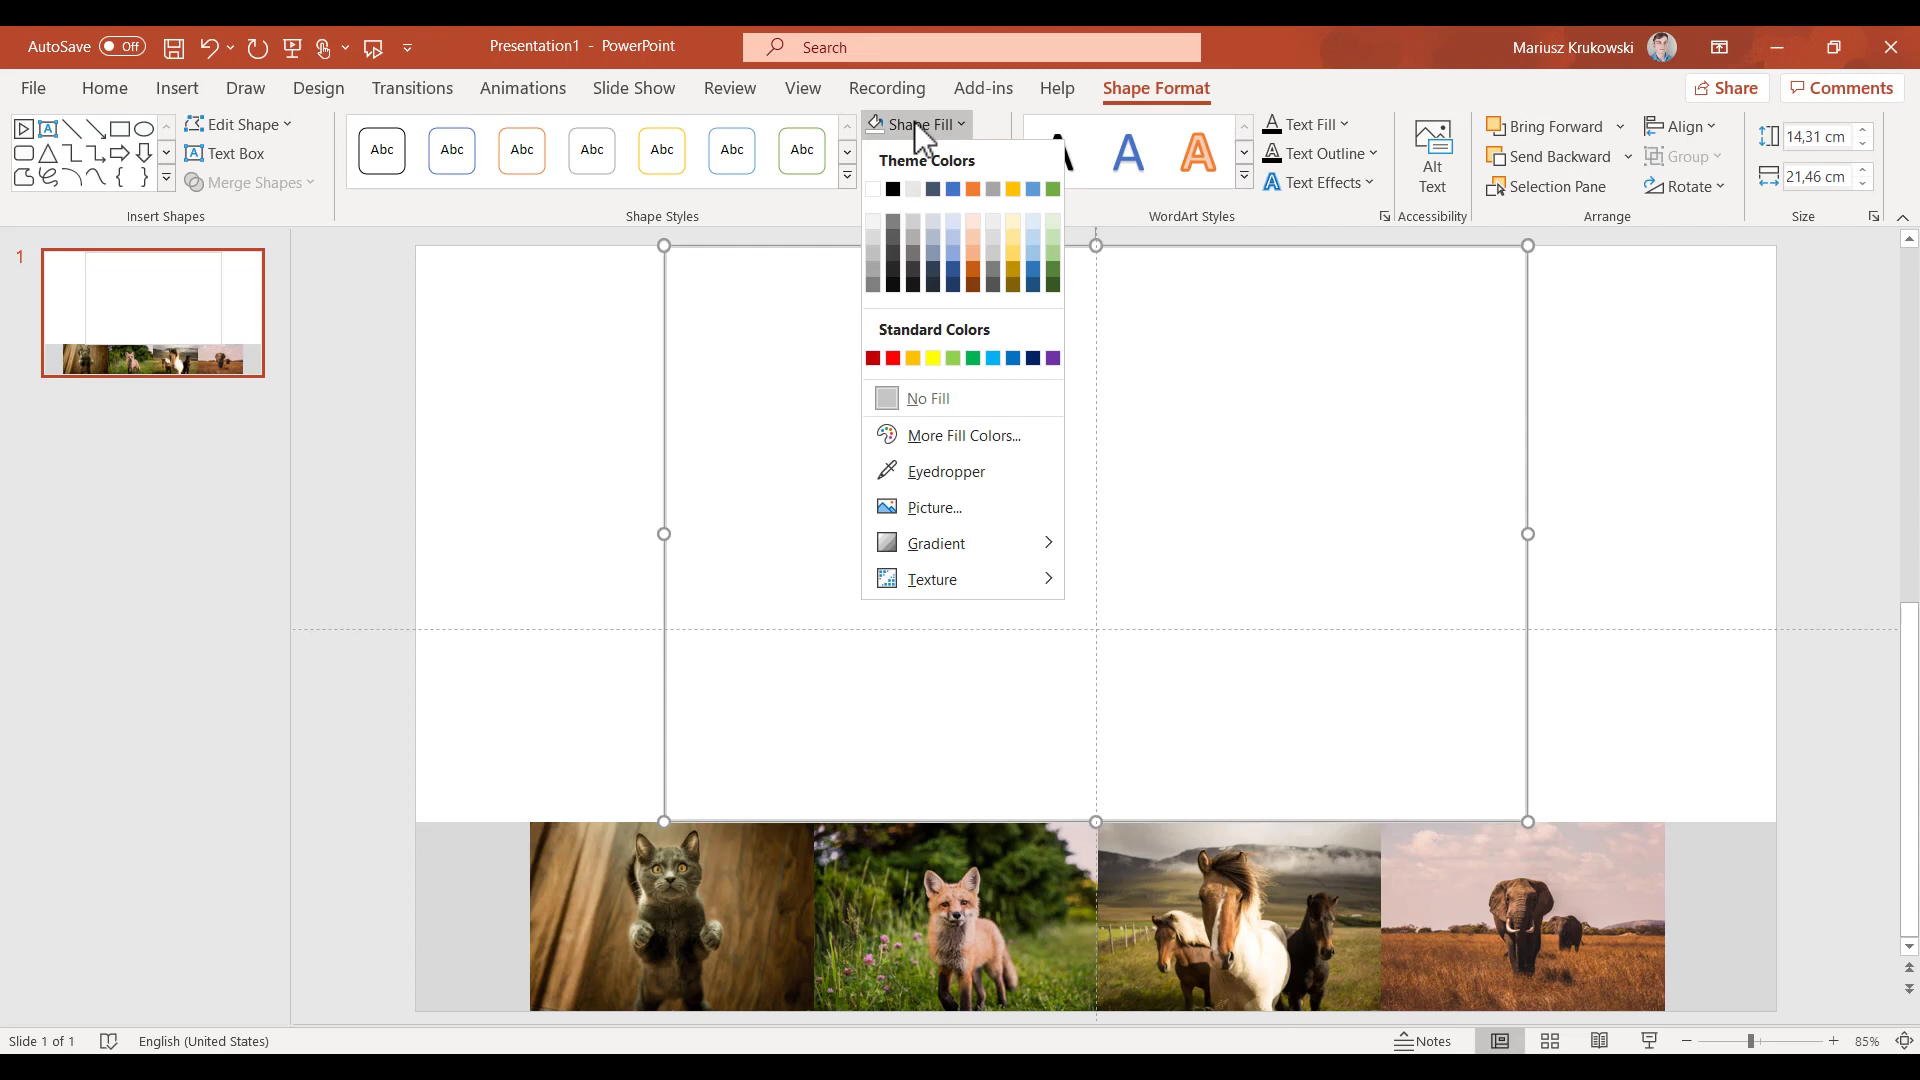 AutoSave Off Presentation1 - PowerPoint Search Mariusz Krukowski
File Home Insert Draw Design Transitions Animations Slide Show Review View Recording Add-ins Help Shape Format Share Comments
Edit Shape
Text Box
Merge Shapes
Insert Shapes
Abc Abc Abc Abc Abc Abc Abc
Shape Styles
Shape Fill
A A A
WordArt Styles
Text Fill
Text Outline
Text Effects
Alt
Text
Accessibility
Bring Forward
Send Backward
Selection Pane
Align
Group
Rotate
Arrange
14,31 cm
21,46 cm
Size
Theme Colors
Standard Colors
No Fill
More Fill Colors...
Eyedropper
Picture...
Gradient
Texture
1
Slide 1 of 1 English (United States) Notes 85%